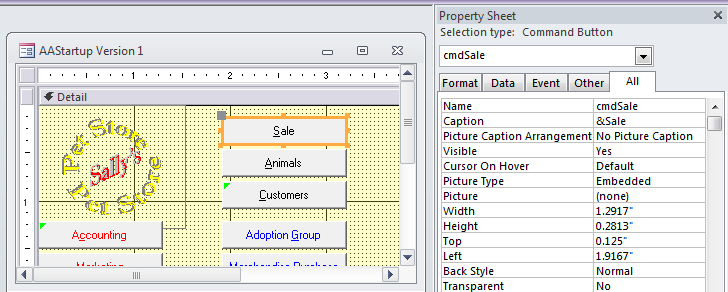 AAStartup Version 1
1 2 3
Detail
Pet Store
Sally's
Pet Store
1
Sale
Animals
Customers
Accounting
Adoption Group
Property Sheet
Selection type: Command Button
cmdSale
Format Data Event Other All
Name cmdSale
Caption &Sale
Picture Caption Arrangement No Picture Caption
Visible Yes
Cursor On Hover Default
Picture Type Embedded
Picture (none)
Width 1.2917"
Height 0.2813"
Top 0.125"
Left 1.9167"
Back Style Normal
Transparent No